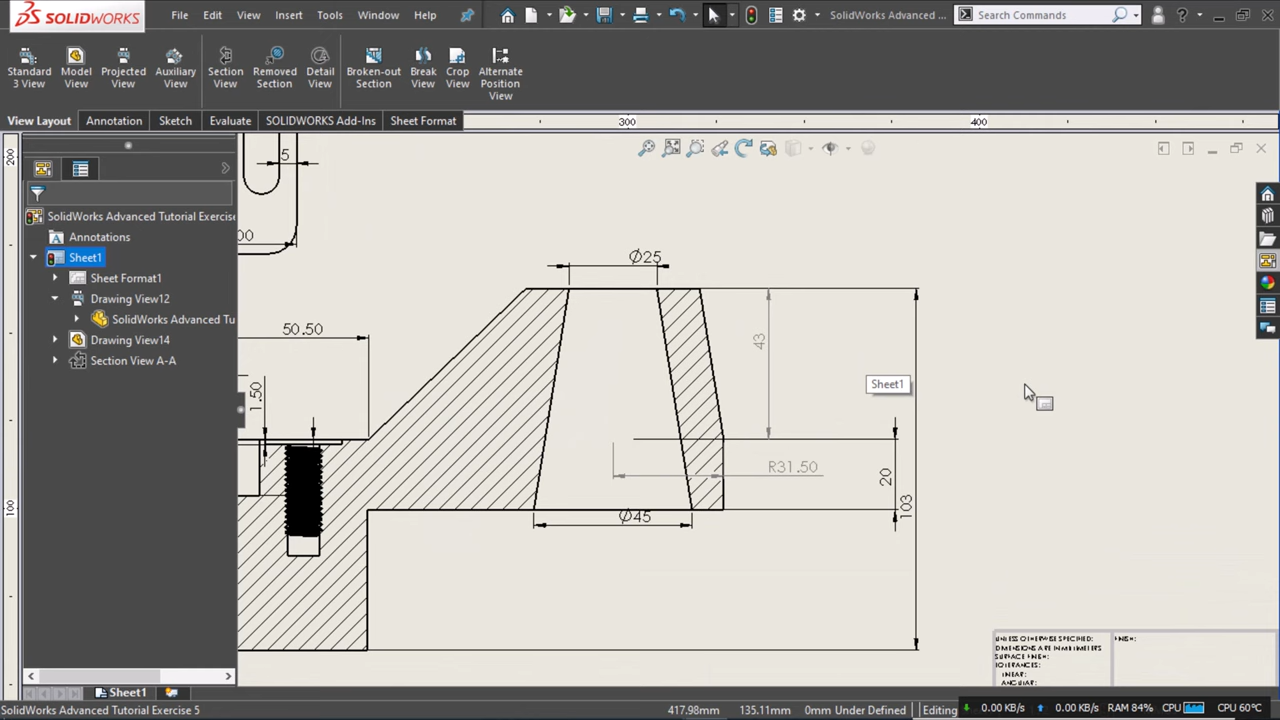 SOLIDWORKS File Edit View Insert Tools Window Help SolidWorks Advanced ... Search Commands ?
Standard 3 View
Model View
Projected View
Auxiliary View
Section View
Removed Section
Detail View
Broken-out Section
Break View
Crop View
Alternate Position View
View Layout Annotation Sketch Evaluate SOLIDWORKS Add-Ins Sheet Format
300 400
200
5
SolidWorks Advanced Tutorial Exercise
Annotations
00
Sheet1
Ø25
Sheet Format1
Drawing View12
SolidWorks Advanced Tu
50.50
Drawing View14
43
Section View A-A
Sheet1
1.50
R31.50
20
103
100
Ø45
UNLESS OTHERWISE SPECIFIED: FINISH:
DIMENSIONS ARE IN MILLIMETERS
SURFACE FINISH:
TOLERANCES:
LINEAR:
ANGULAR:
Sheet1
SolidWorks Advanced Tutorial Exercise 5 417.98mm 135.11mm 0mm Under Defined Editing 0.00 KB/s 0.00 KB/s RAM 84% CPU CPU 60°C